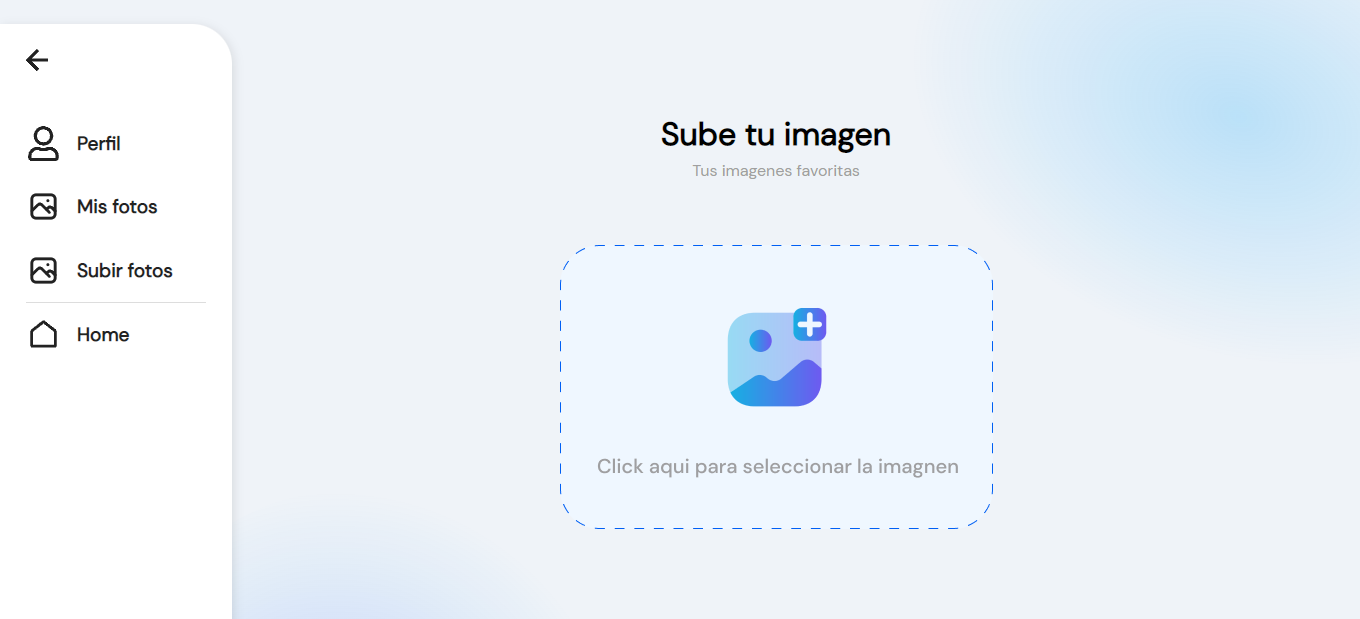 Perfil
Mis fotos
Subir fotos
Home
Sube tu imagen
Tus imagenes favoritas
Click aqui para seleccionar la imagnen